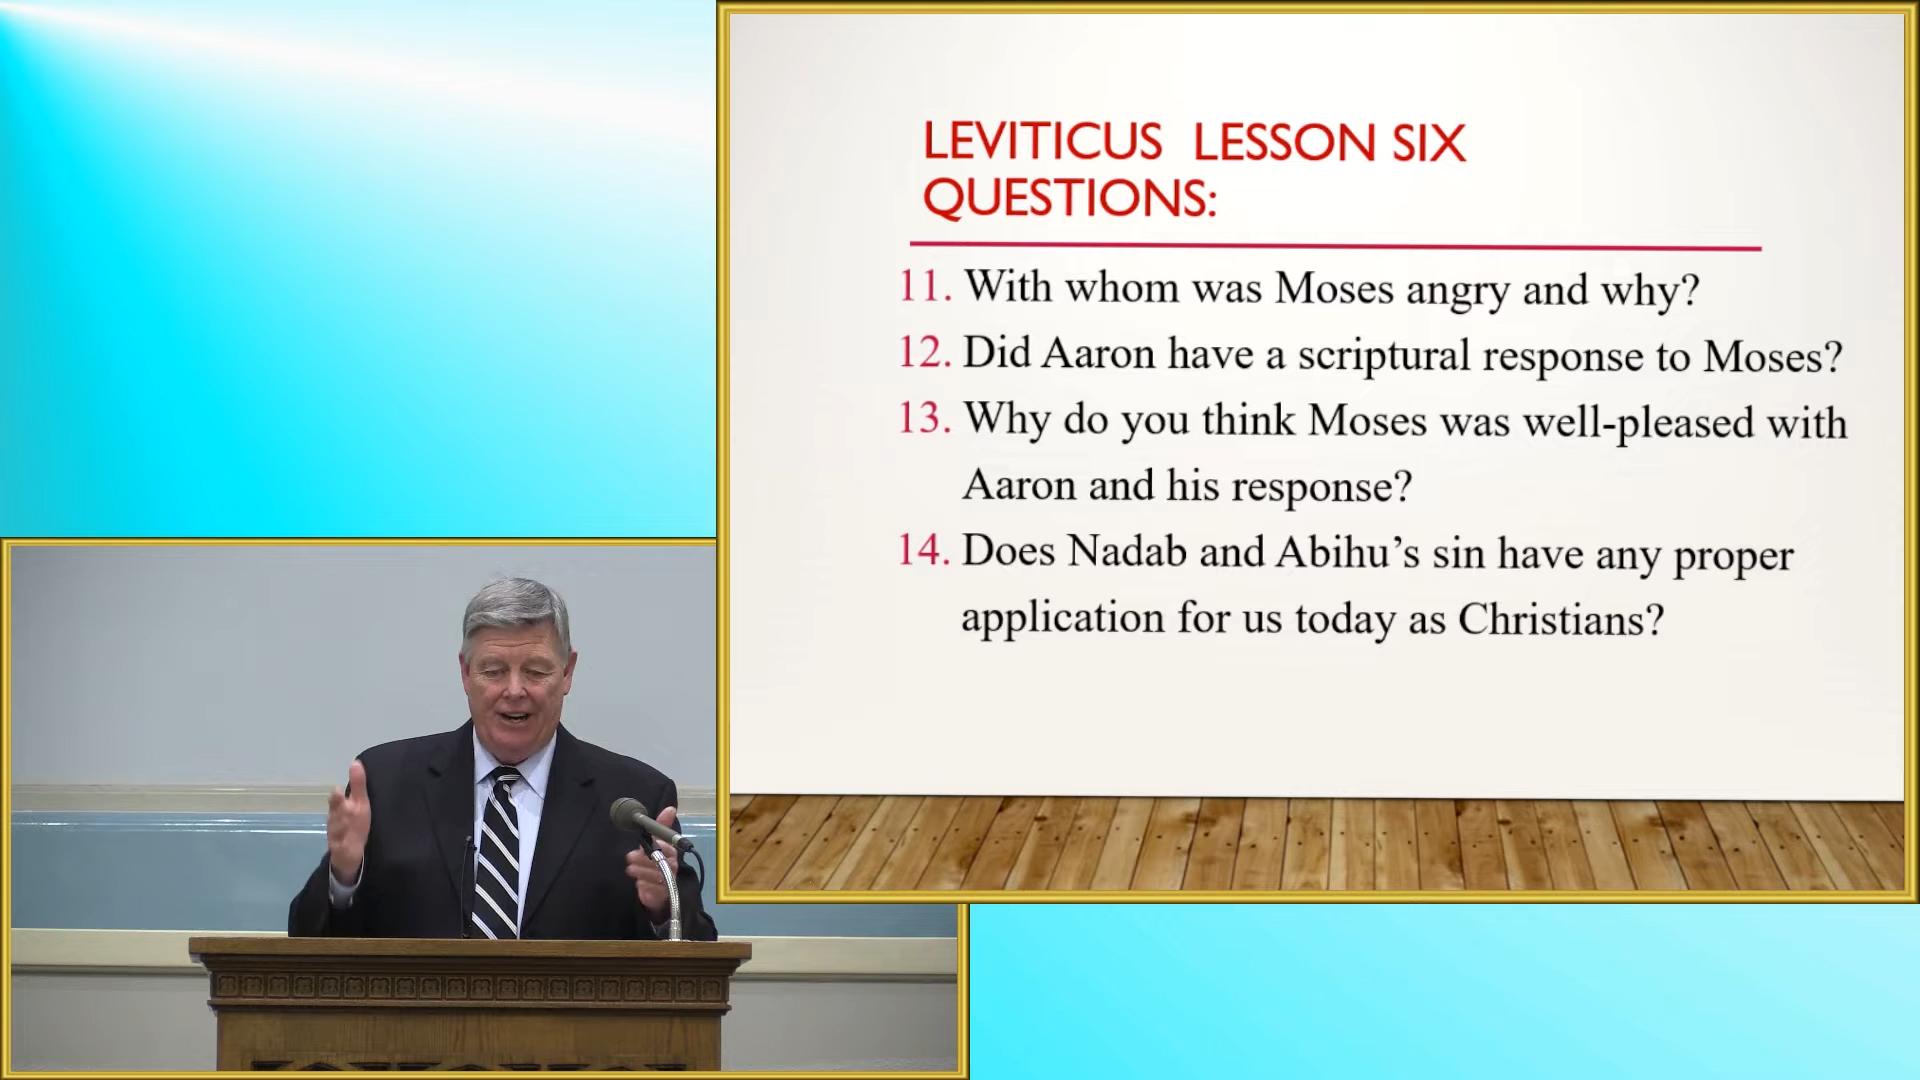 LEVITICUS LESSON SIX
QUESTIONS:
11. With whom was Moses angry and why?
12. Did Aaron have a scriptural response to Moses?
13. Why do you think Moses was well-pleased with
Aaron and his response?
14. Does Nadab and Abihu’s sin have any proper
application for us today as Christians?